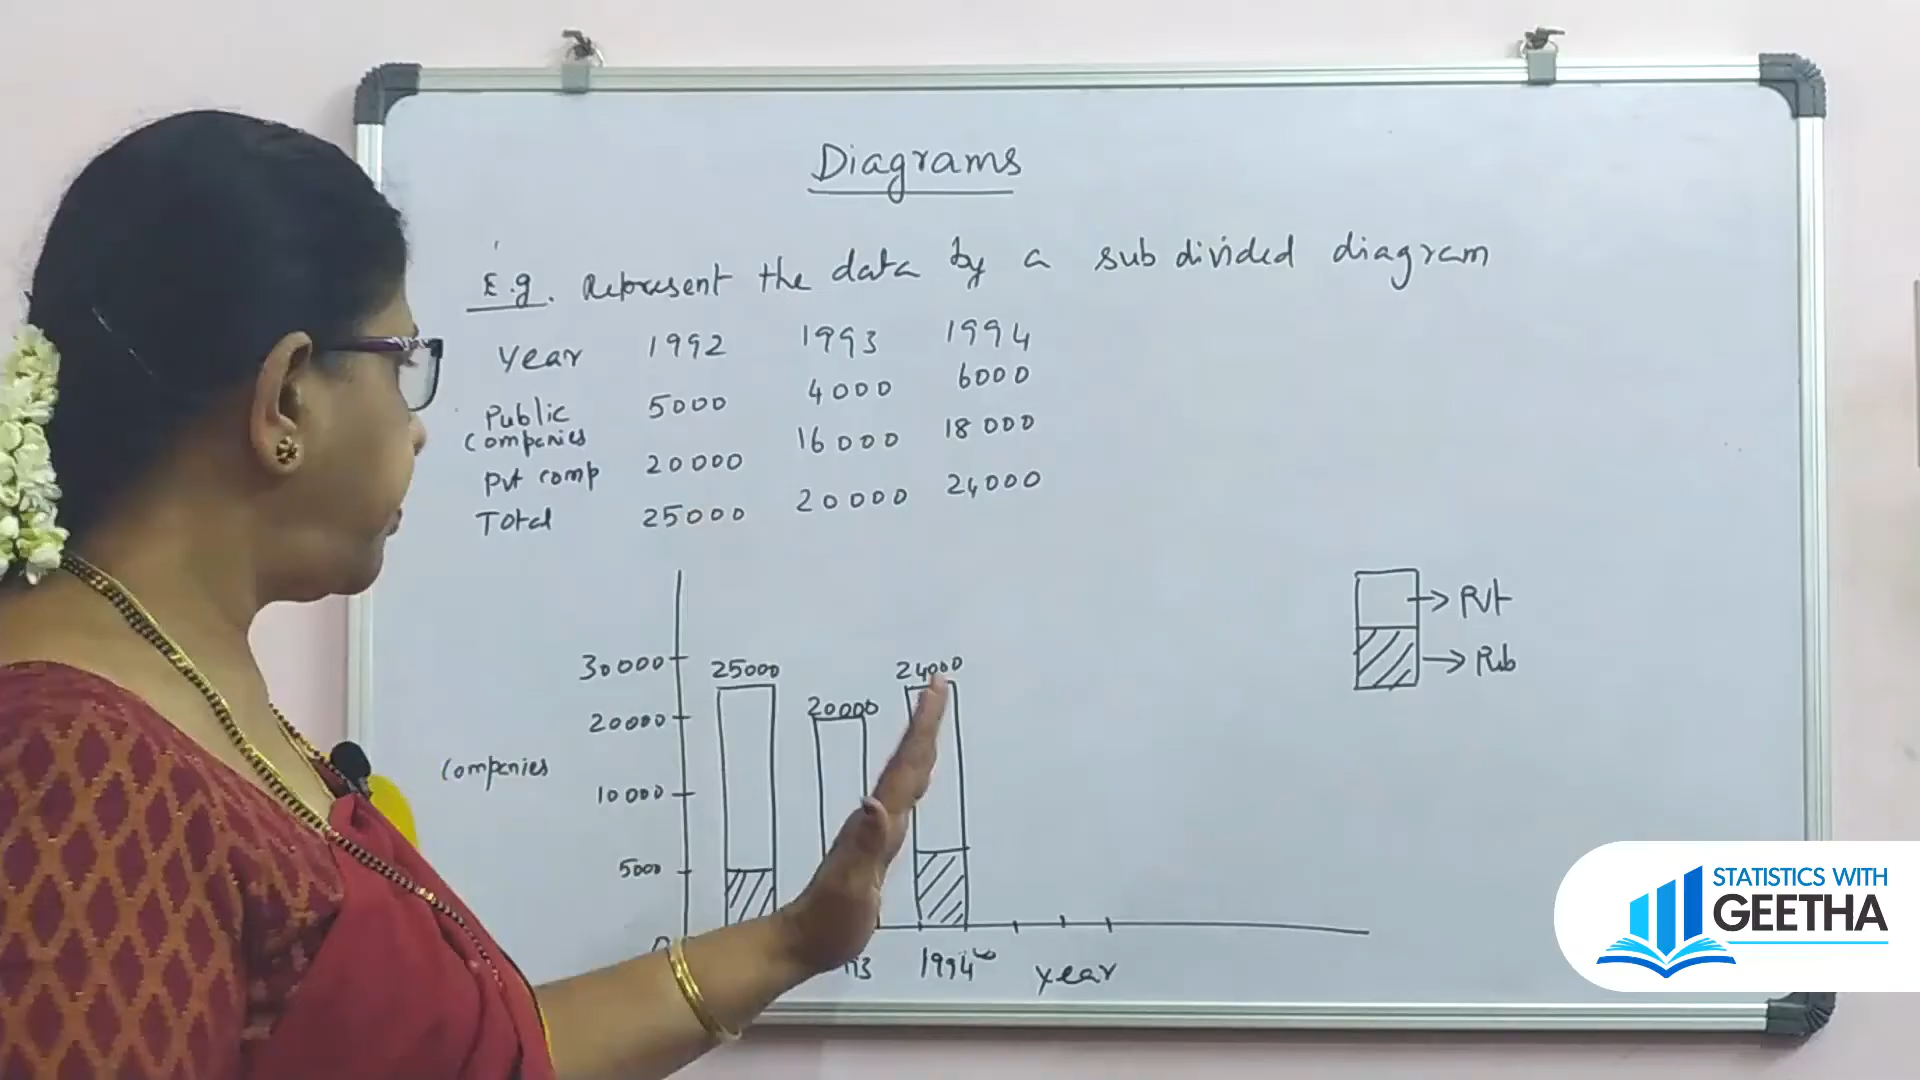 Diagrams
E.g. Represent the data by a sub divided diagram
Year 1992 1993 1994
Public companies 5000 4000 6000
Pvt comp 20000 16000 18000
Total 25000 20000 24000
30000
25000
24000
20000
20000
Companies
10000
5000
0
93 1994 year
Pvt
Pub
STATISTICS WITH
GEETHA